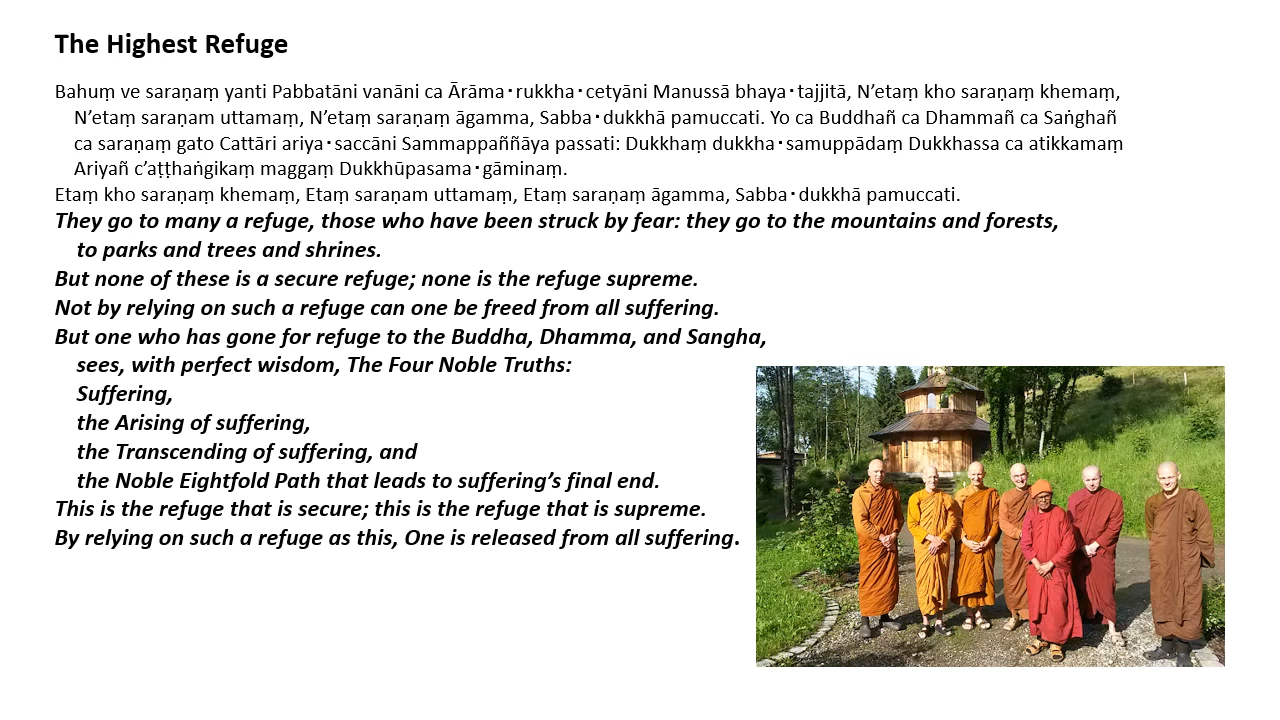 The Highest Refuge
Bahuṃ ve saraṇaṃ yanti Pabbatāni vanāni ca Ārāma·rukkha·cetyāni Manussā bhaya·tajjitā, N’etaṃ kho saraṇaṃ khemaṃ,
N’etaṃ saraṇam uttamaṃ, N’etaṃ saraṇaṃ āgamma, Sabba·dukkhā pamuccati. Yo ca Buddhañ ca Dhammañ ca Saṅghañ
ca saraṇaṃ gato Cattāri ariya·saccāni Sammappaññāya passati: Dukkhaṃ dukkha·samuppādaṃ Dukkhassa ca atikkamaṃ
Ariyañ c’aṭṭhaṅgikaṃ maggaṃ Dukkhūpasama·gāminaṃ.
Etaṃ kho saraṇaṃ khemaṃ, Etaṃ saraṇam uttamaṃ, Etaṃ saraṇaṃ āgamma, Sabba·dukkhā pamuccati.
They go to many a refuge, those who have been struck by fear: they go to the mountains and forests,
to parks and trees and shrines.
But none of these is a secure refuge; none is the refuge supreme.
Not by relying on such a refuge can one be freed from all suffering.
But one who has gone for refuge to the Buddha, Dhamma, and Sangha,
sees, with perfect wisdom, The Four Noble Truths:
Suffering,
the Arising of suffering,
the Transcending of suffering, and
the Noble Eightfold Path that leads to suffering’s final end.
This is the refuge that is secure; this is the refuge that is supreme.
By relying on such a refuge as this, One is released from all suffering.